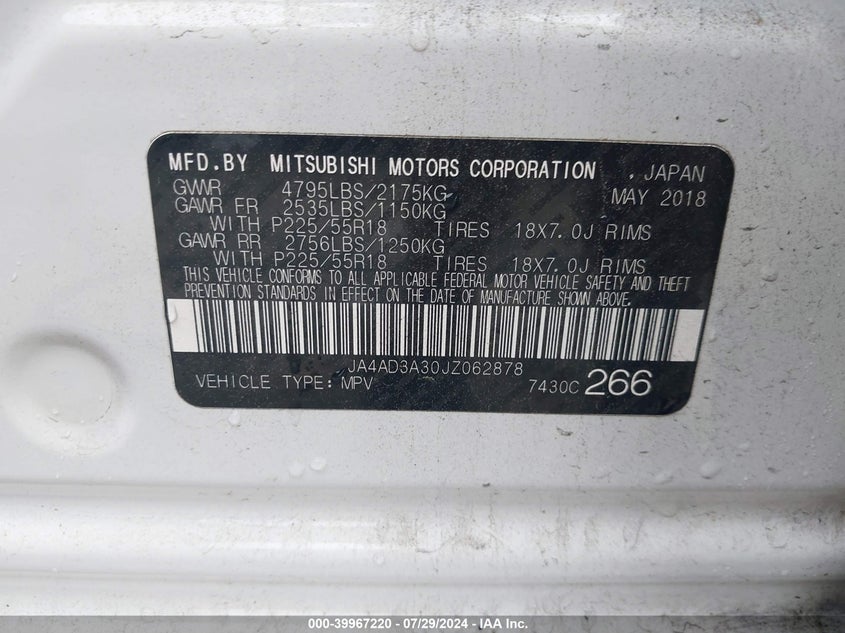 MFD.BY MITSUBISHI MOTORS CORPORATION , JAPAN
GVWR 4795LBS/2175KG MAY 2018
GAWR FR 2535LBS/1150KG
WITH P225/55R18 TIRES 18X7.0J RIMS
GAWR RR 2756LBS/1250KG
WITH P225/55R18 TIRES 18X7.0J RIMS
THIS VEHICLE CONFORMS TO ALL APPLICABLE FEDERAL MOTOR VEHICLE SAFETY AND THEFT
PREVENTION STANDARDS IN EFFECT ON THE DATE OF MANUFACTURE SHOWN ABOVE.
JA4AD3A30JZ062878
VEHICLE TYPE: MPV 7430C 266
000-39967220 - 07/29/2024 - IAA Inc.